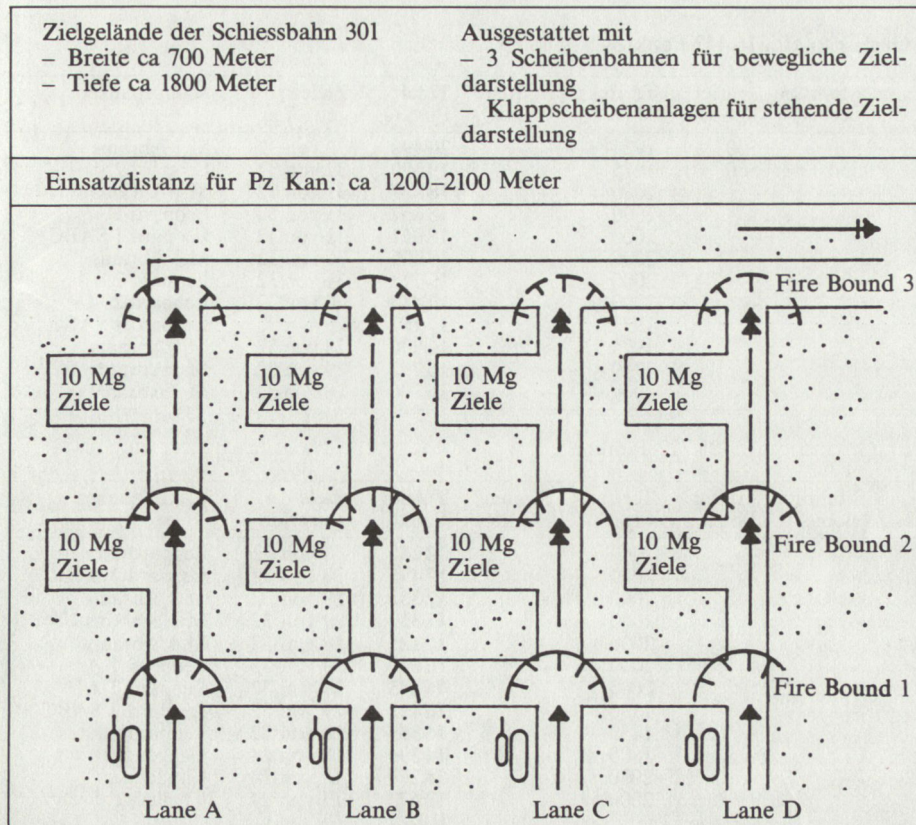 Zielgelände der Schiessbahn 301
– Breite ca 700 Meter
– Tiefe ca 1800 Meter
Ausgestattet mit
– 3 Scheibenbahnen für bewegliche Ziel-
darstellung
– Klappscheibenanlagen für stehende Ziel-
darstellung
Einsatzdistanz für Pz Kan: ca 1200–2100 Meter
Fire Bound 3
10 Mg
Ziele
10 Mg
Ziele
10 Mg
Ziele
10 Mg
Ziele
10 Mg
Ziele
10 Mg
Ziele
10 Mg
Ziele
10 Mg
Ziele
Fire Bound 2
Fire Bound 1
Lane A
Lane B
Lane C
Lane D